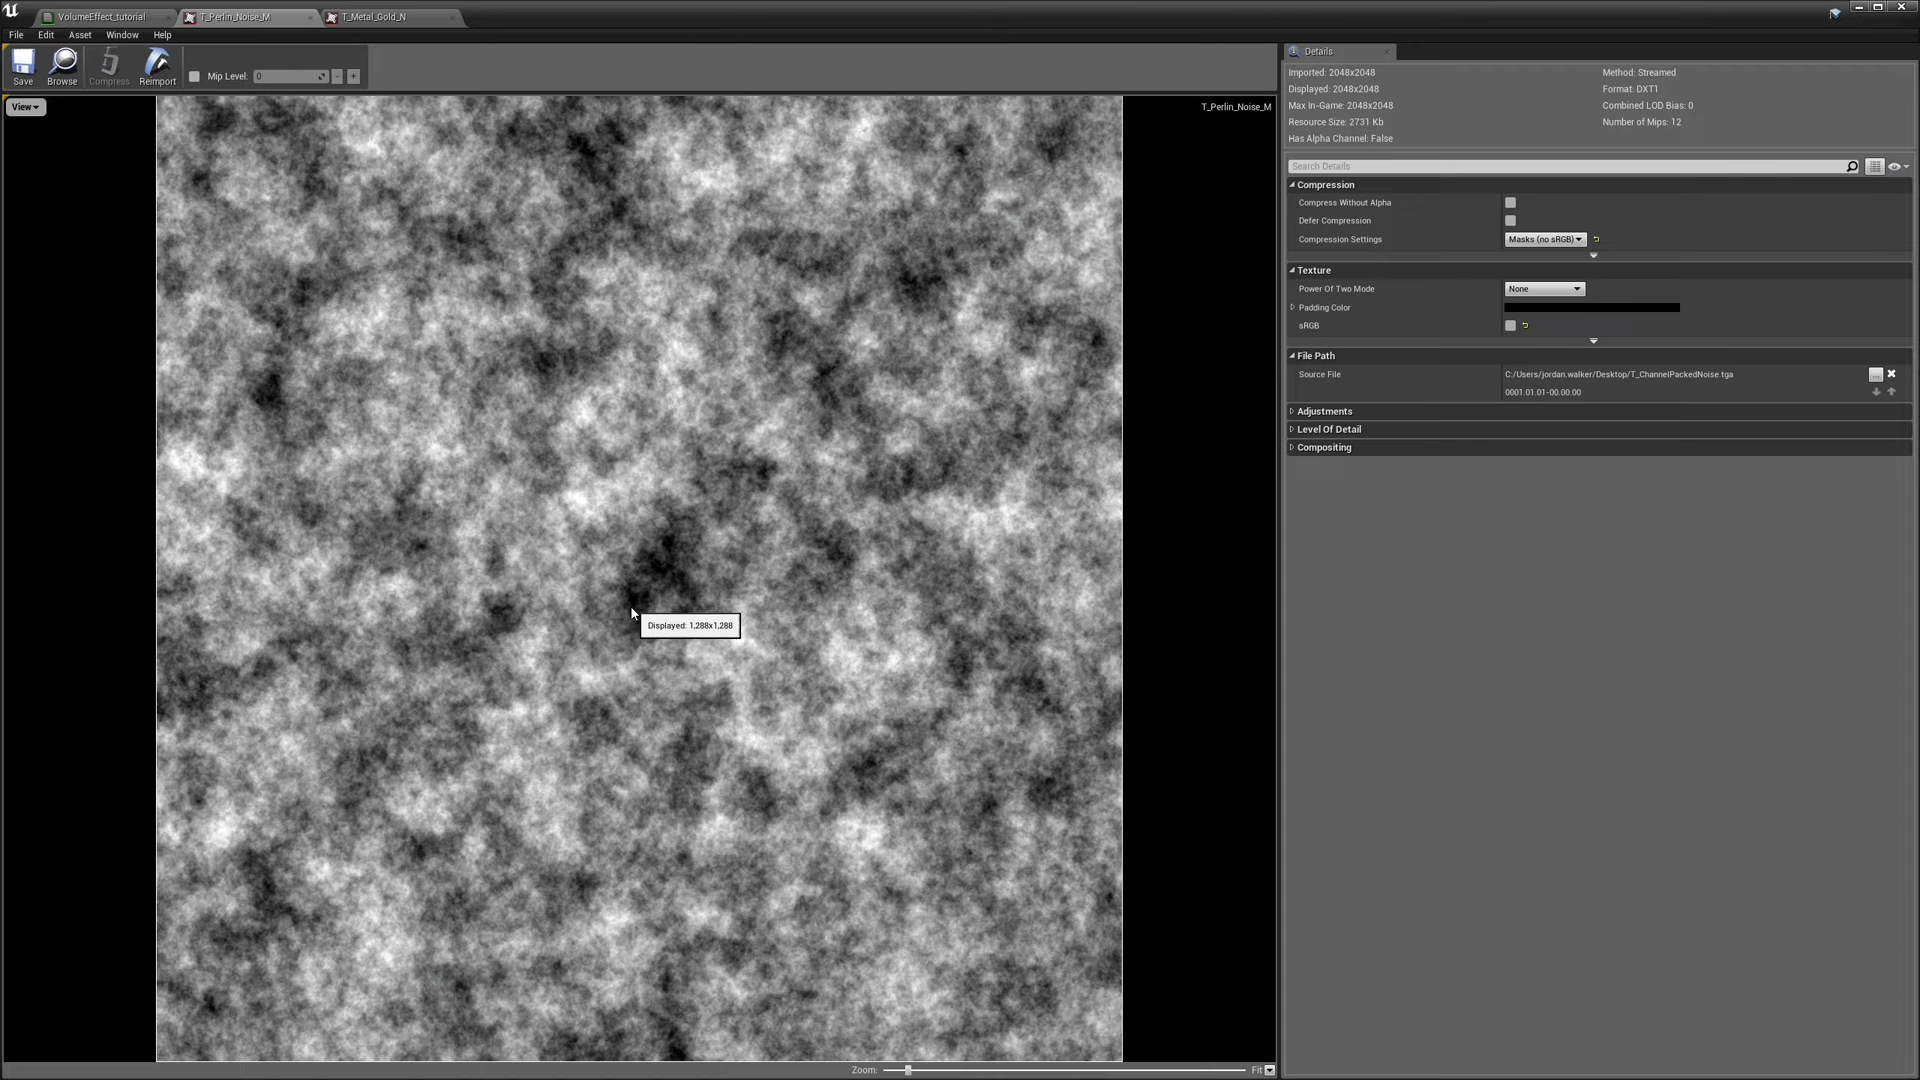 VolumeEffect_tutorial
T_Perlin_Noise_M
T_Metal_Gold_N
File Edit Asset Window Help
Save
Browse
Compress
Reimport
Mip Level: 0
- +
View
T_Perlin_Noise_M
Displayed: 1,288x1,288
Zoom:
Fit
Details
Imported: 2048x2048
Method: Streamed
Displayed: 2048x2048
Format: DXT1
Max In-Game: 2048x2048
Combined LOD Bias: 0
Resource Size: 2731 Kb
Number of Mips: 12
Has Alpha Channel: False
Search Details
Compression
Compress Without Alpha
Defer Compression
Compression Settings
Masks (no sRGB)
Texture
Power Of Two Mode
None
Padding Color
sRGB
File Path
Source File
C:/Users/jordan.walker/Desktop/T_ChannelPackedNoise.tga
0001.01.01-00.00.00
Adjustments
Level Of Detail
Compositing